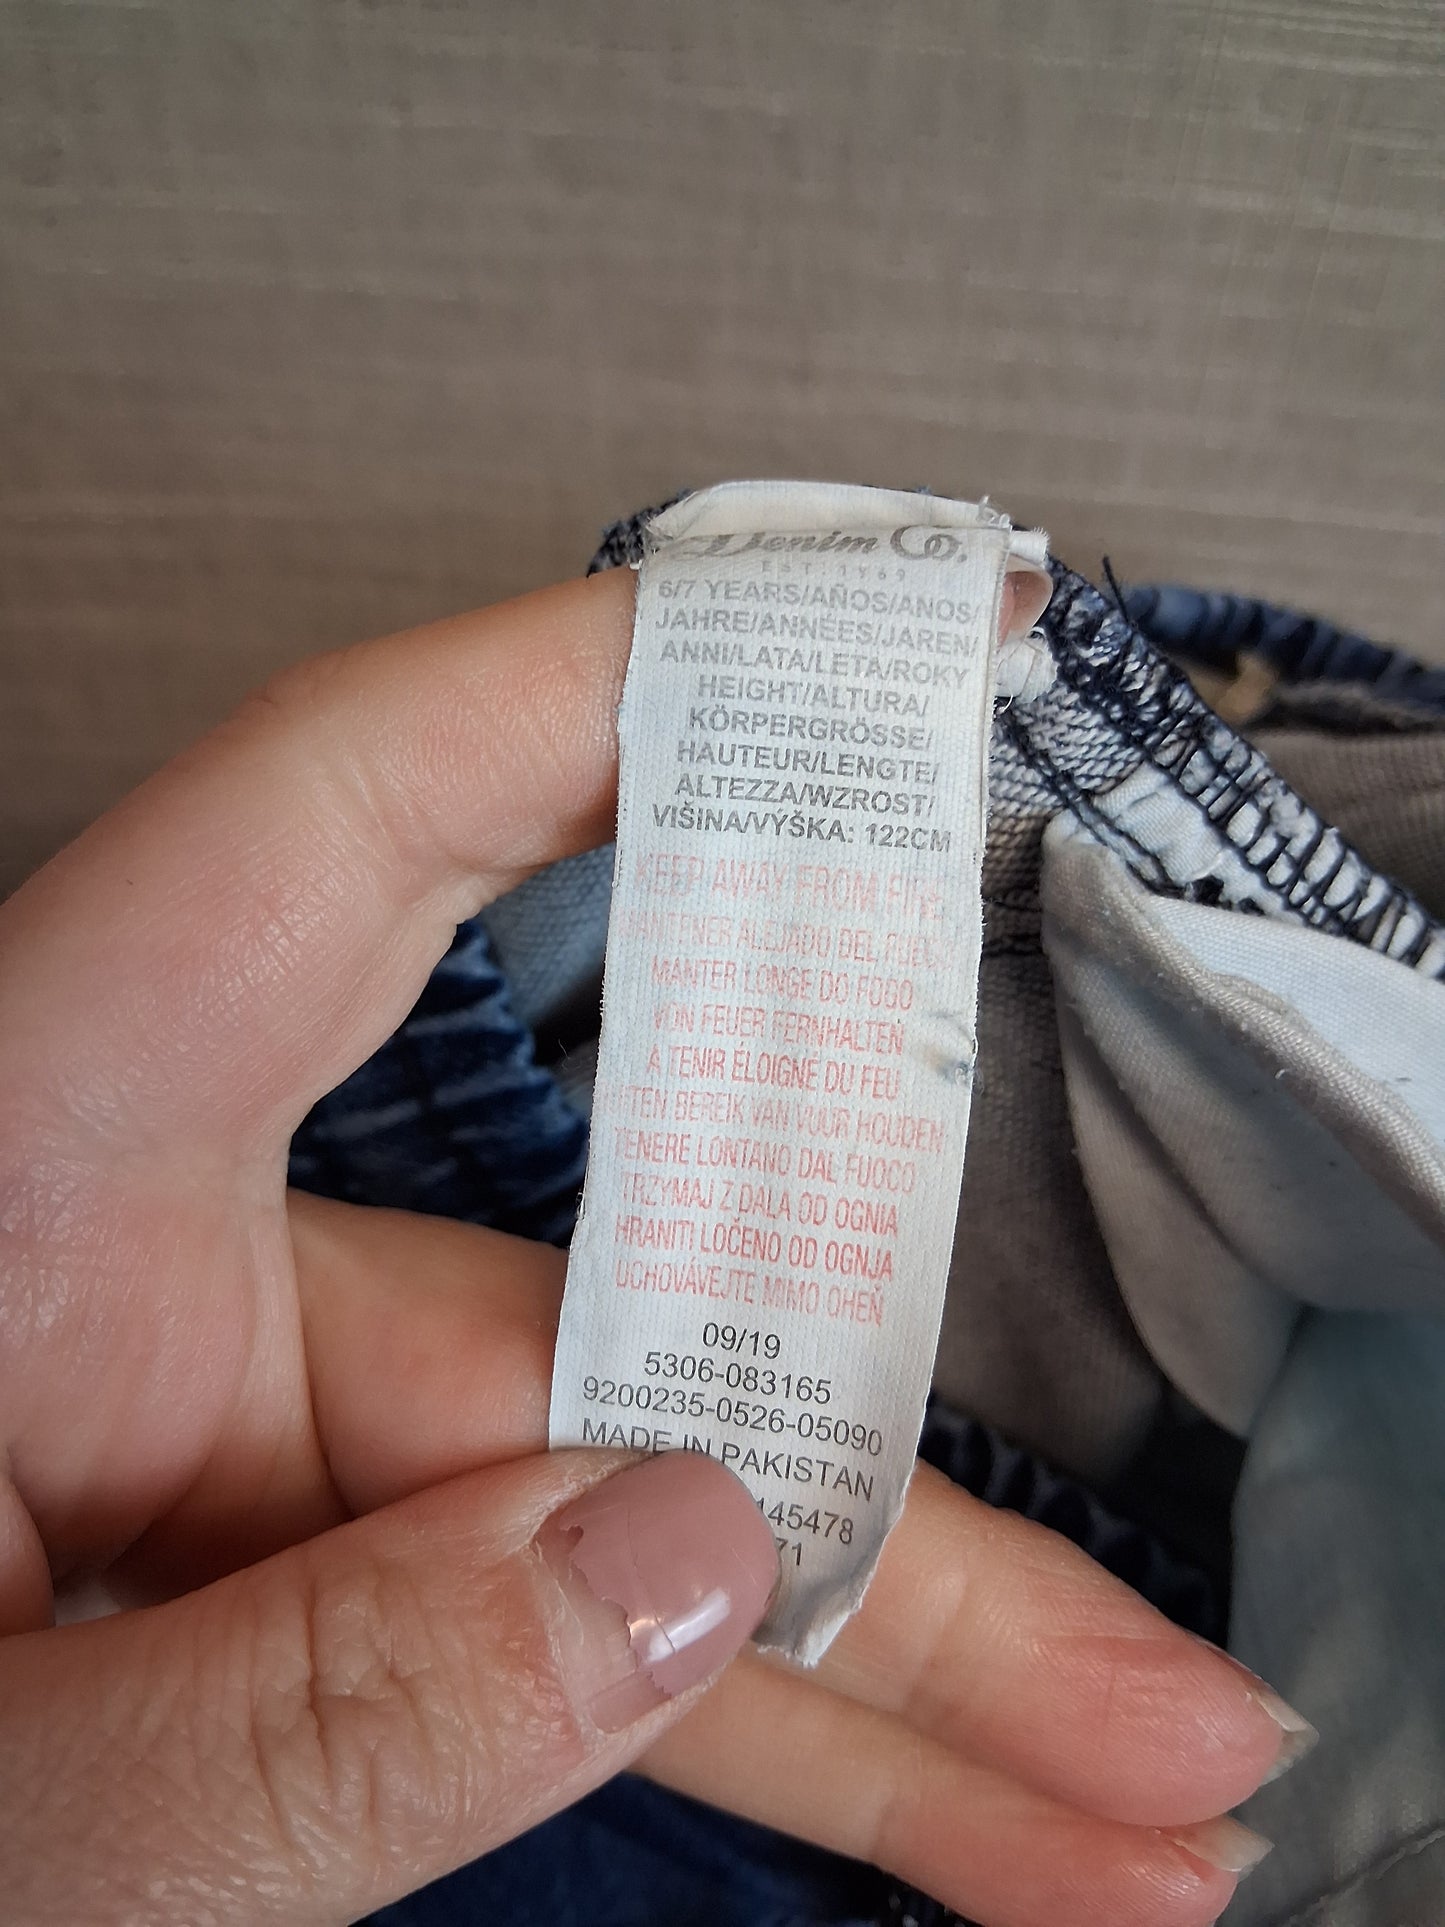 Denim Co.
EST. 1969
6/7 YEARS/AÑOS/ANOS/
JAHRE/ANNÉES/JAREN/
ANNI/LATA/LETA/ROKY
HEIGHT/ALTURA/
KÖRPERGRÖSSE/
HAUTEUR/LENGTE/
ALTEZZA/WZROST/
VIŠINA/VÝŠKA: 122CM
KEEP AWAY FROM FIRE
MANTENER ALEJADO DEL FUEGO
MANTER LONGE DO FOGO
VON FEUER FERNHALTEN
À TENIR ÉLOIGNÉ DU FEU
UITEN BEREIK VAN VUUR HOUDEN
TENERE LONTANO DAL FUOCO
TRZYMAJ Z DALA OD OGNIA
HRANITI LOČENO OD OGNJA
UCHOVÁVEJTE MIMO OHEŇ
09/19
5306-083165
9200235-0526-05090
MADE IN PAKISTAN
145478
71